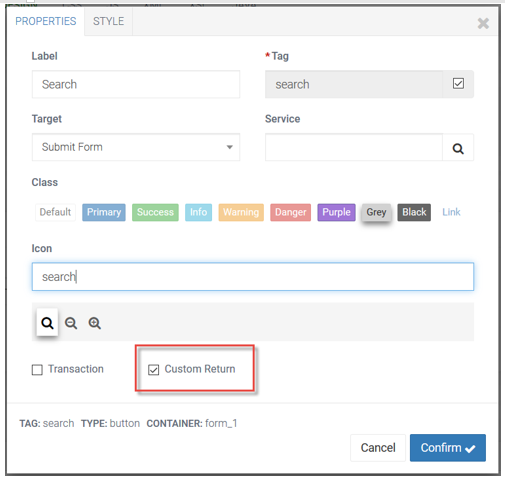 PROPERTIES STYLE
Label * Tag
Search search
Target Service
Submit Form
Class
Default Primary Success Info Warning Danger Purple Grey Black Link
Icon
search
Transaction Custom Return
TAG: search TYPE: button CONTAINER: form_1
Cancel Confirm